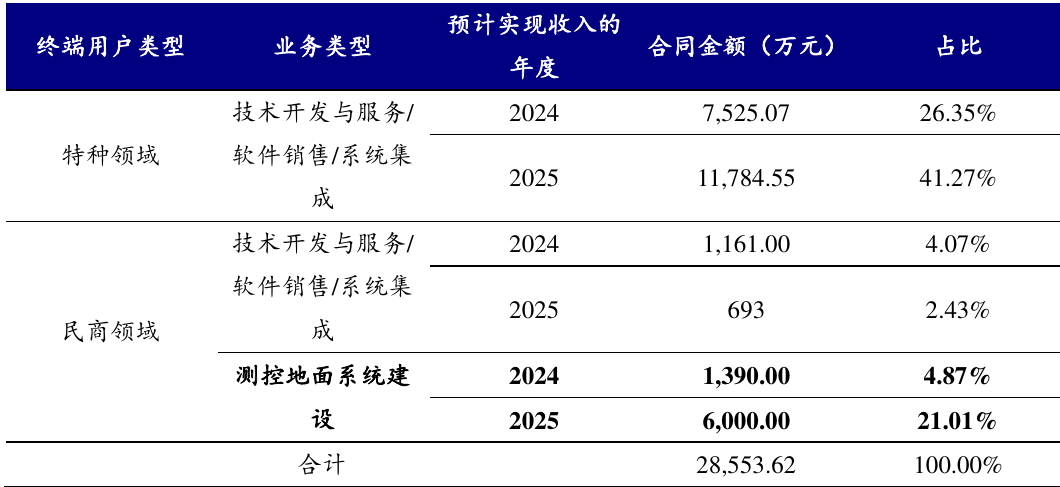 终端用户类型 业务类型 预计实现收入的 合同金额（万元） 占比
年度
特种领域 技术开发与服务/ 2024 7,525.07 26.35%
软件销售/系统集
成 2025 11,784.55 41.27%
民商领域 技术开发与服务/ 2024 1,161.00 4.07%
软件销售/系统集
成 2025 693 2.43%
测控地面系统建 2024 1,390.00 4.87%
设 2025 6,000.00 21.01%
合计 28,553.62 100.00%